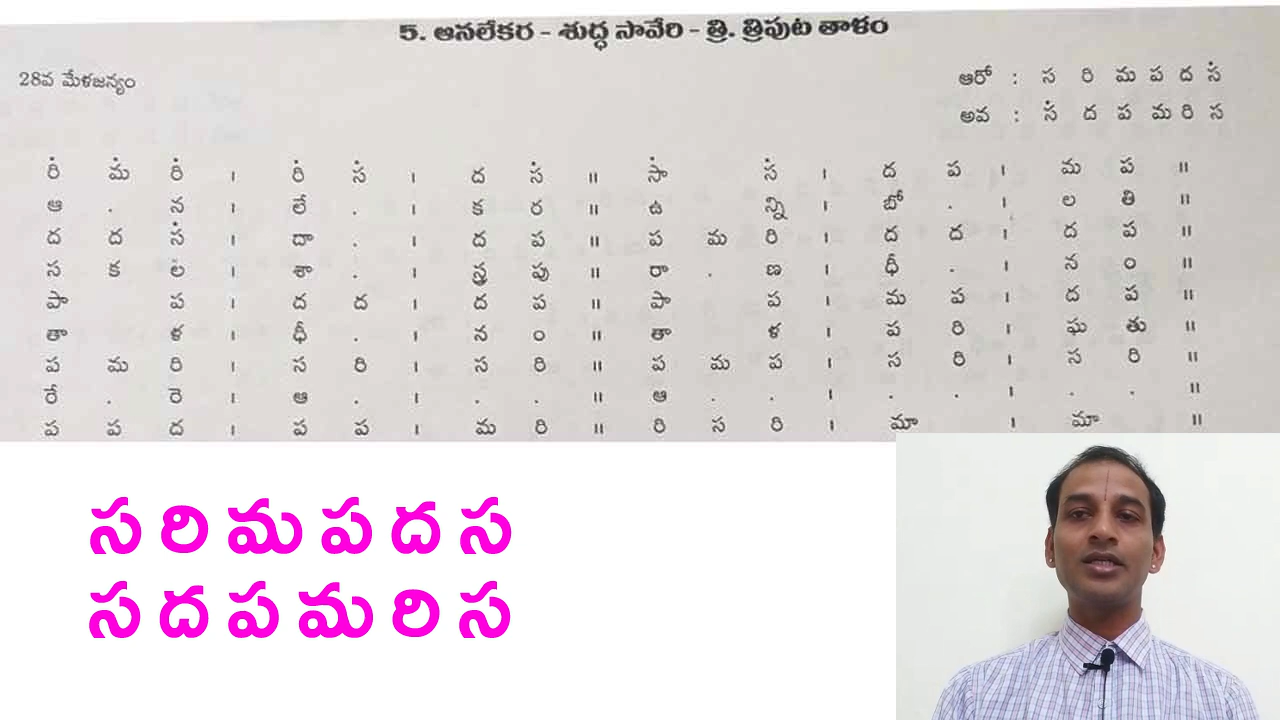 5. ఆనలేకర - శుద్ధ సావేరి - త్రి. త్రిపుట తాళం
28వ మేళజన్యం
ఆరో : స రి మ ప ద స̇
అవ : స̇ ద ప మ రి స
రి̇ మ̇ రి̇ । రి̇ స̇ । ద స̇ ॥ సా̇ స̇ । ద ప । మ ప ॥
ఆ . న । లే . । క ర ॥ ఉ న్ని । బో . । ల తి ॥
ద ద స̇ । దా . । ద ప ॥ ప మ రి । ద ద । ద ప ॥
స క ల । శా . । స్త్ర పు ॥ రా . ణ । ధీ . । న ం ॥
పా ప । ద ద । ద ప ॥ పా ప । మ ప । ద ప ॥
తా ళ । ధీ . । న ం ॥ తా ళ । ప రి । ఘ తు ॥
ప మ రి । స రి । స రి ॥ ప మ ప । స రి । స రి ॥
రే . రె । ఆ . । . . ॥ ఆ . . । . . । . . ॥
ప ప ద । ప ప । మ రి ॥ రి స రి । మా । మా ॥
స రి మ ప ద స
స ద ప మ రి స